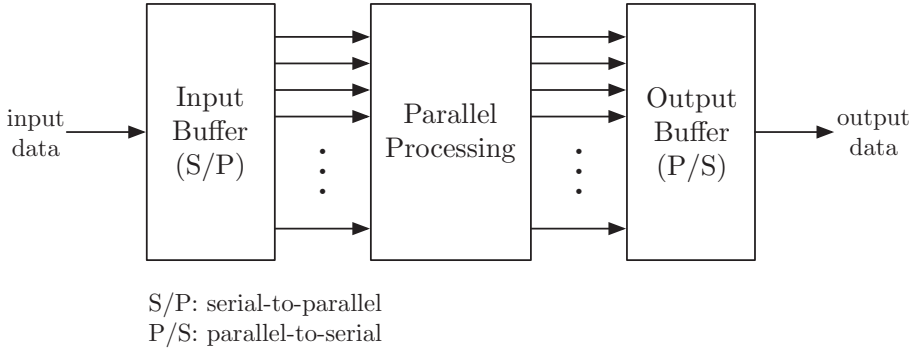 input
data
Input
Buffer
(S/P)
Parallel
Processing
Output
Buffer
(P/S)
output
data
S/P: serial-to-parallel
P/S: parallel-to-serial